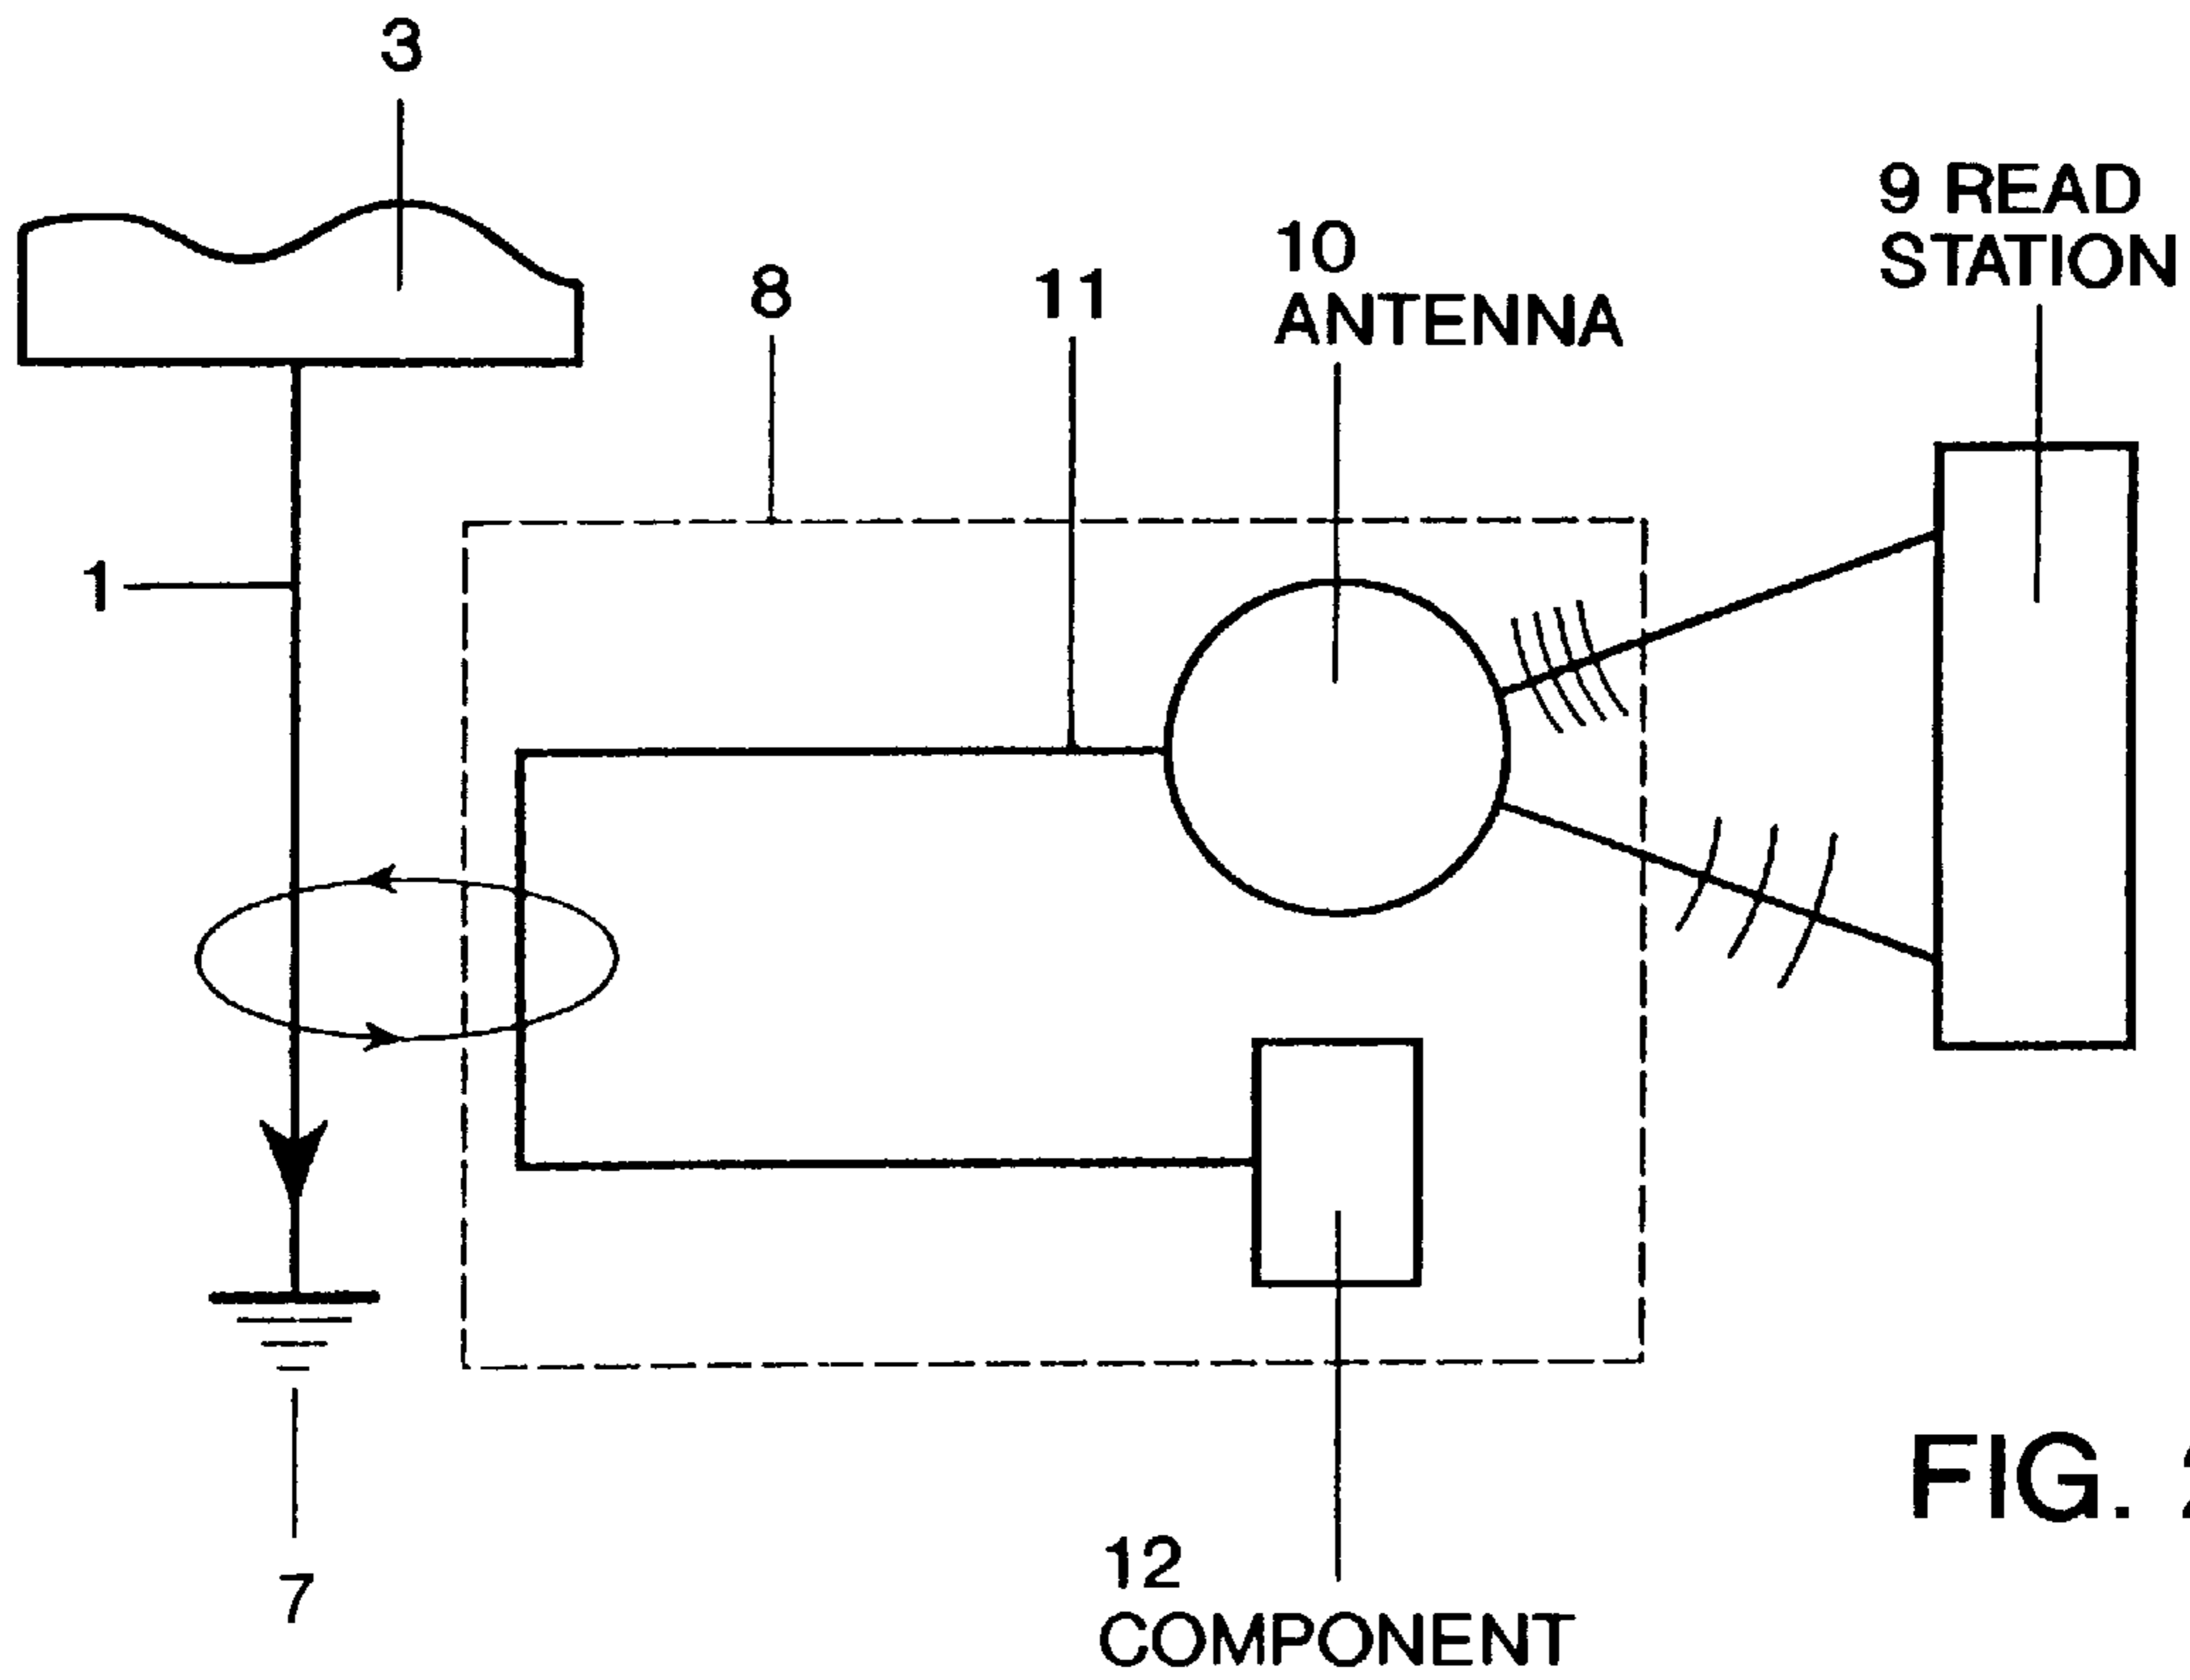 3
9 READ
STATION
10
ANTENNA
8
11
1
FIG. 2
12
COMPONENT
7